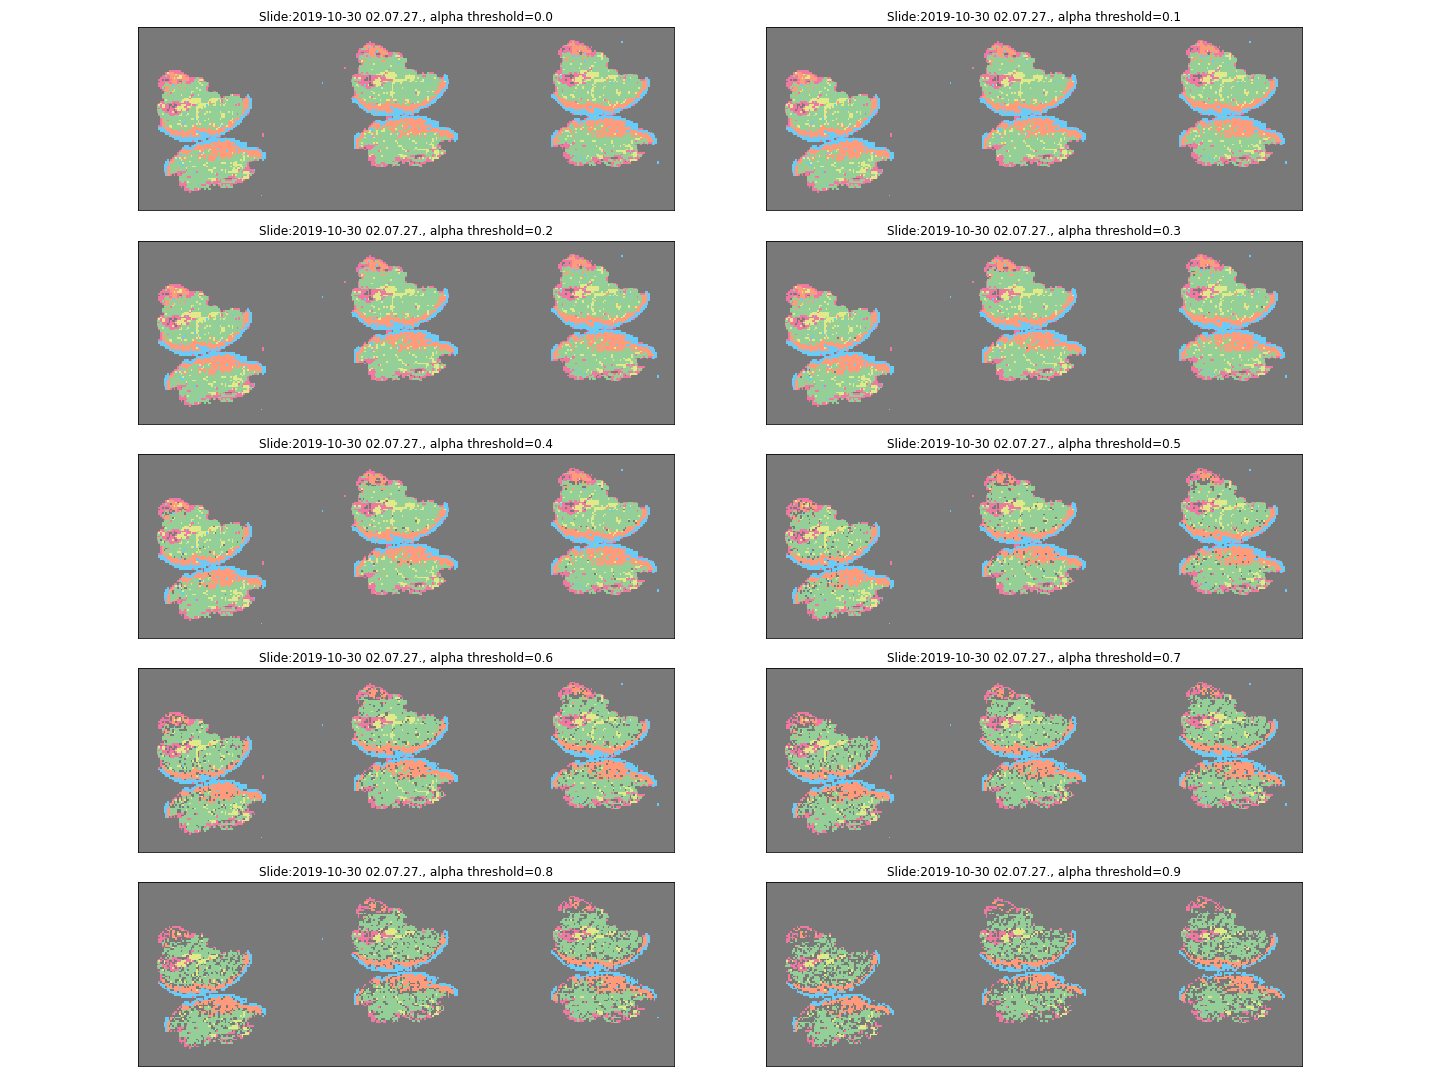 Slide:2019-10-30 02.07.27., alpha threshold=0.0
Slide:2019-10-30 02.07.27., alpha threshold=0.1
Slide:2019-10-30 02.07.27., alpha threshold=0.2
Slide:2019-10-30 02.07.27., alpha threshold=0.3
Slide:2019-10-30 02.07.27., alpha threshold=0.4
Slide:2019-10-30 02.07.27., alpha threshold=0.5
Slide:2019-10-30 02.07.27., alpha threshold=0.6
Slide:2019-10-30 02.07.27., alpha threshold=0.7
Slide:2019-10-30 02.07.27., alpha threshold=0.8
Slide:2019-10-30 02.07.27., alpha threshold=0.9